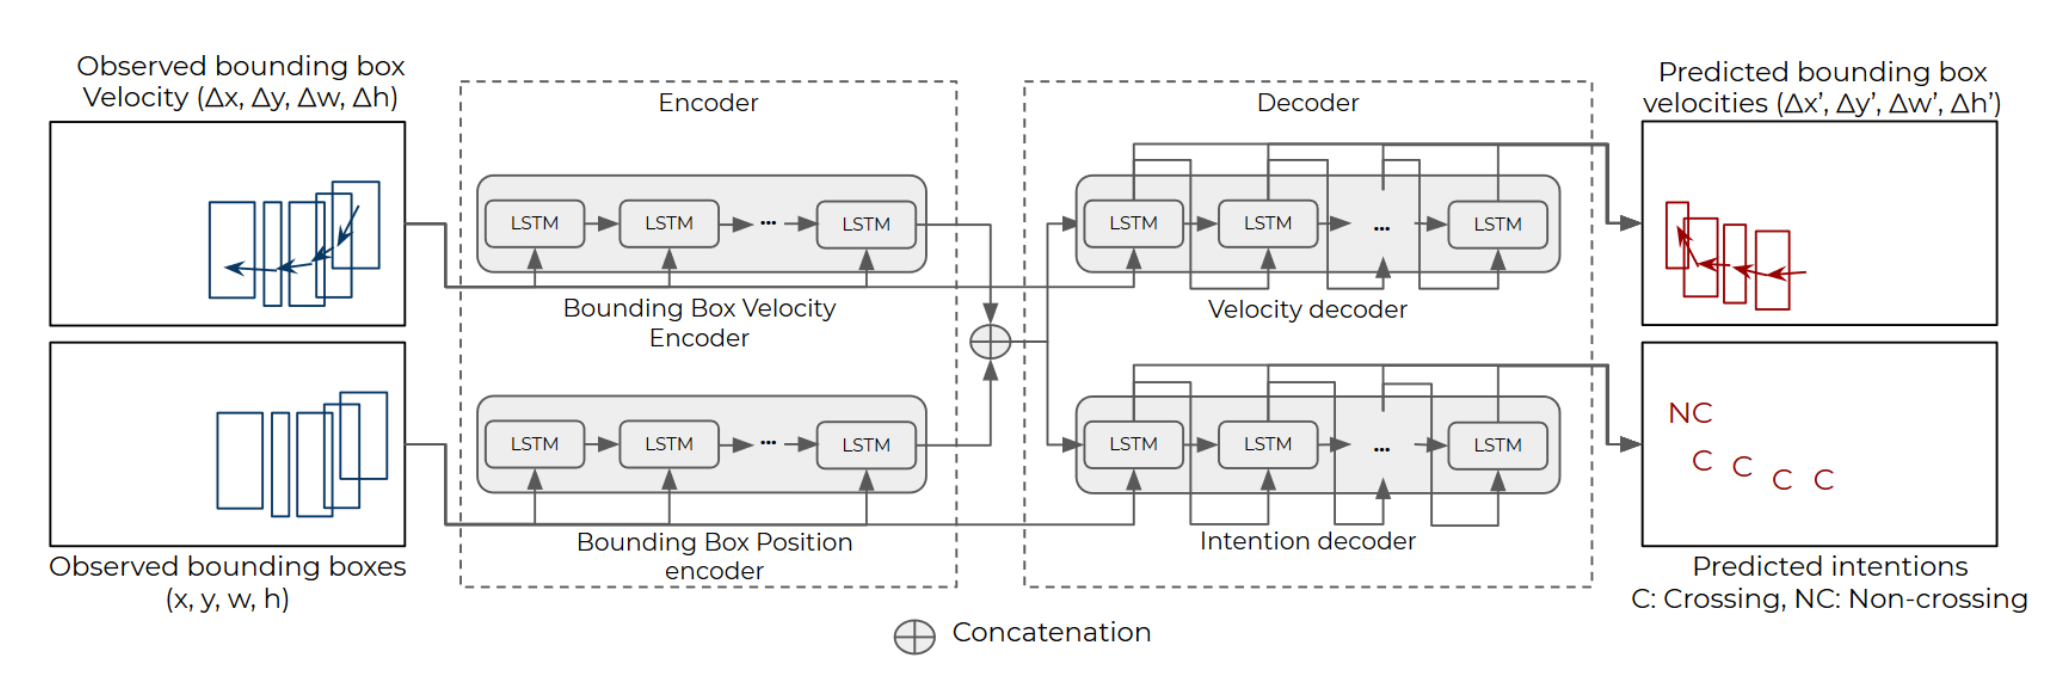 Observed bounding box
Velocity (Δx, Δy, Δw, Δh)
Encoder
LSTM
LSTM
...
LSTM
Bounding Box Velocity
Encoder
LSTM
LSTM
...
LSTM
Bounding Box Position
encoder
Observed bounding boxes
(x, y, w, h)
Decoder
LSTM
LSTM
...
LSTM
Velocity decoder
LSTM
LSTM
...
LSTM
Intention decoder
Predicted bounding box
velocities (Δx’, Δy’, Δw’, Δh’)
NC
C C C C
Predicted intentions
C: Crossing, NC: Non-crossing
Concatenation